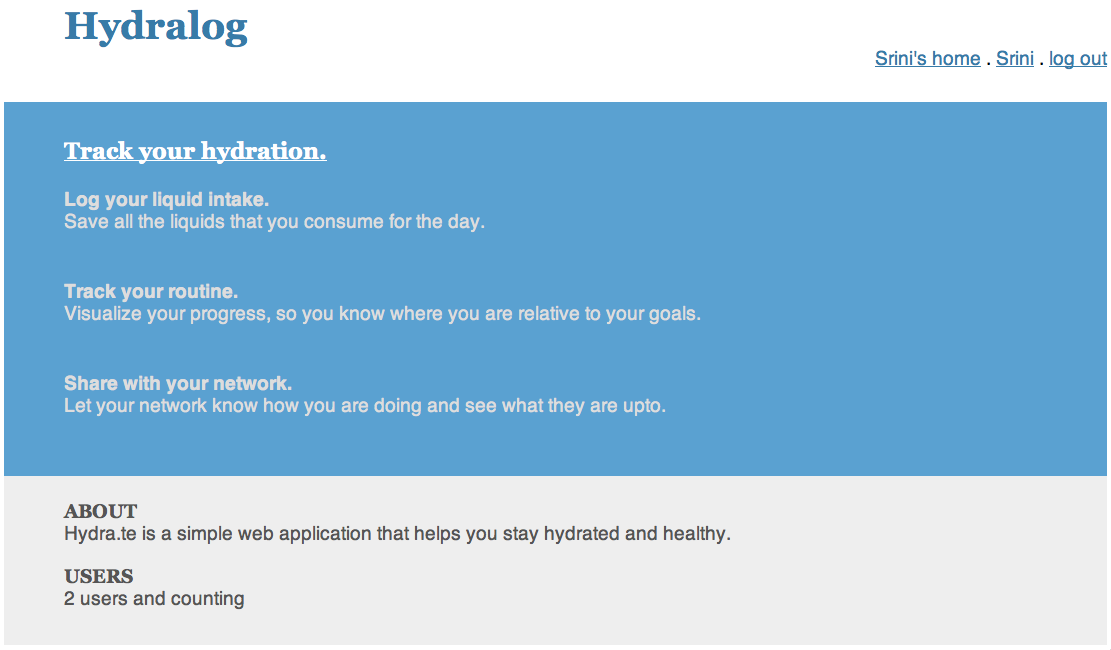 Hydralog
Srini's home . Srini . log out
Track your hydration.
Log your liquid intake.
Save all the liquids that you consume for the day.
Track your routine.
Visualize your progress, so you know where you are relative to your goals.
Share with your network.
Let your network know how you are doing and see what they are upto.
ABOUT
Hydra.te is a simple web application that helps you stay hydrated and healthy.
USERS
2 users and counting